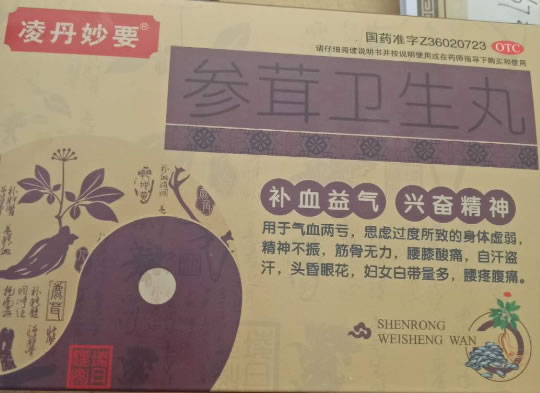 凌丹妙要®
国药准字Z36020723 OTC
请仔细阅读说明书并按说明使用或在药师指导下购买和使用
参茸卫生丸
补血益气 兴奋精神
用于气血两亏，思虑过度所致的身体虚弱，
精神不振，筋骨无力，腰膝酸痛，自汗盗
汗，头昏眼花，妇女白带量多，腰疼腹痛。
SHENRONG
WEISHENG WAN